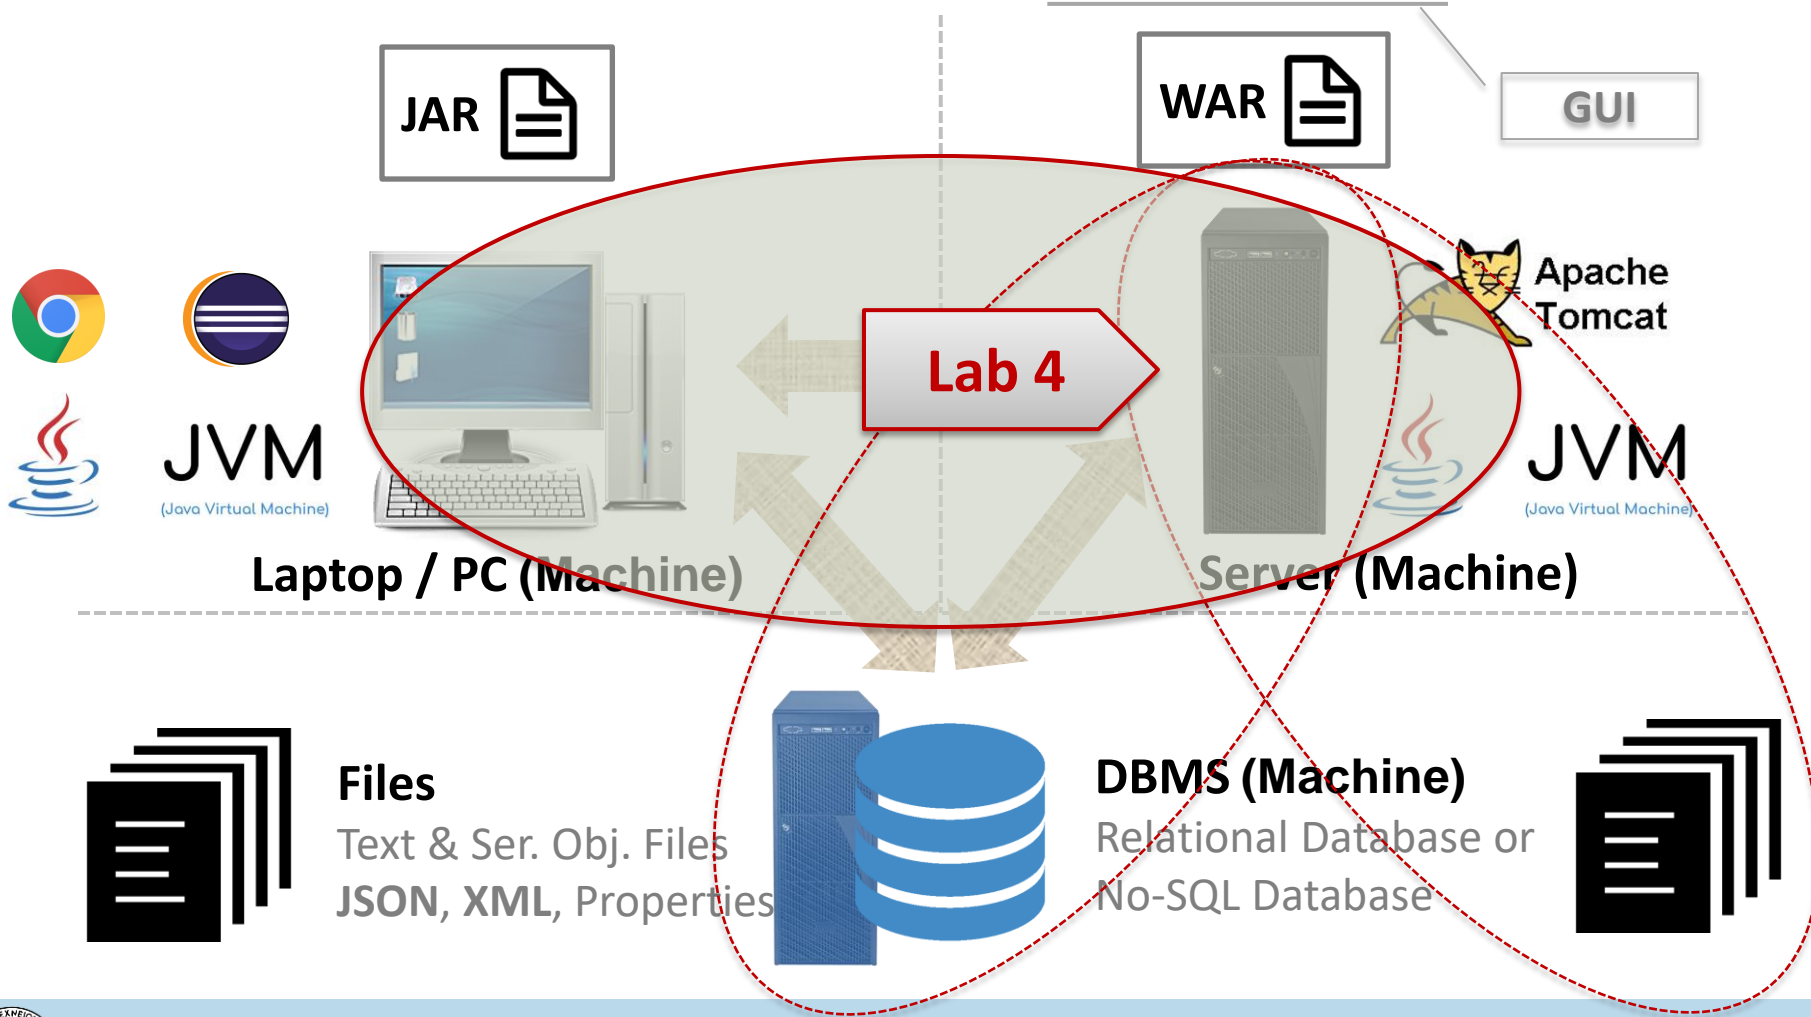 JAR
WAR
GUI
Apache
Tomcat
Lab 4
JVM
(Java Virtual Machine)
JVM
(Java Virtual Machine)
Laptop / PC (Machine)
Server (Machine)
Files
Text & Ser. Obj. Files
JSON, XML, Properties
DBMS (Machine)
Relational Database or
No-SQL Database